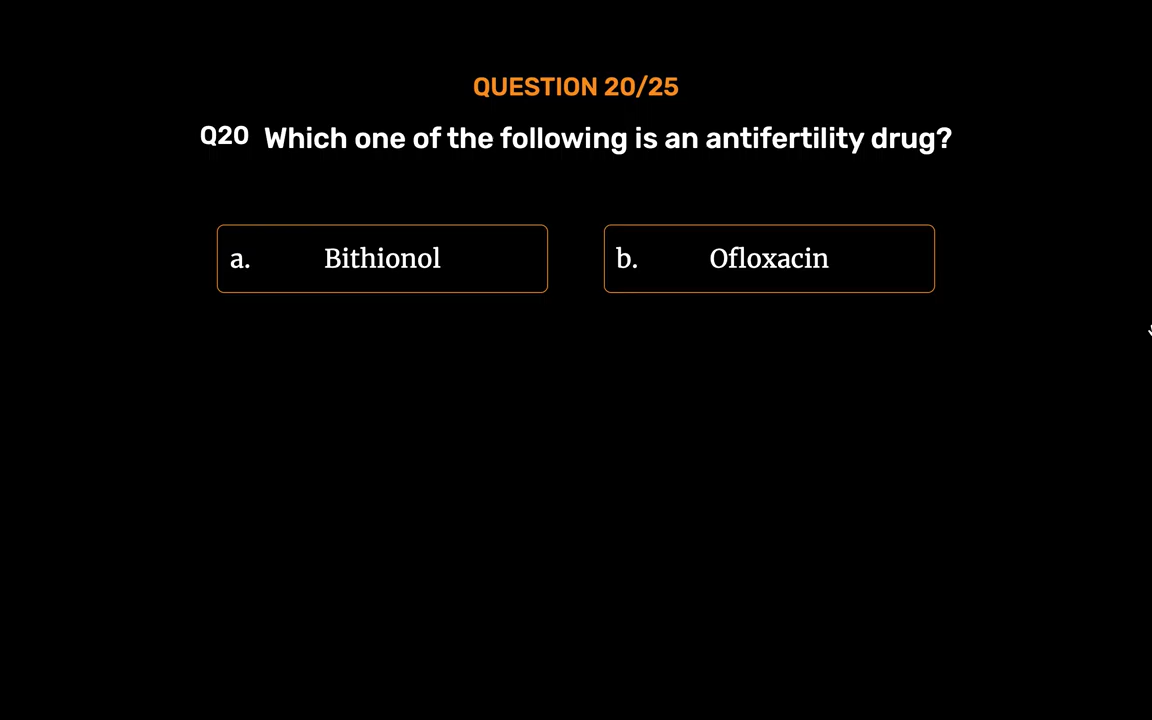 QUESTION 20/25
Q20 Which one of the following is an antifertility drug?
a. Bithionol
b. Ofloxacin